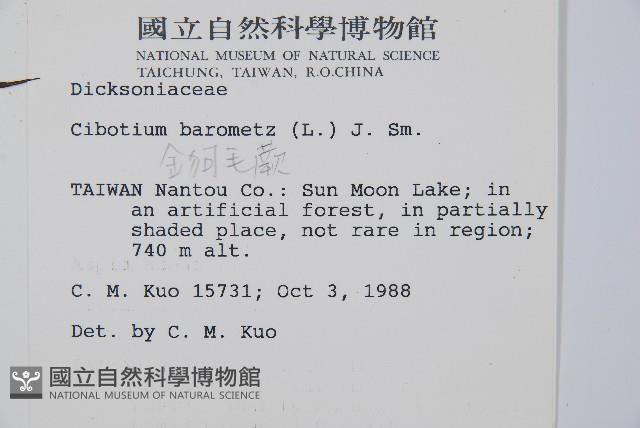 國立自然科學博物館
NATIONAL MUSEUM OF NATURAL SCIENCE
TAICHUNG, TAIWAN, R.O.CHINA
Dicksoniaceae
Cibotium barometz (L.) J. Sm.
金狗毛蕨
TAIWAN Nantou Co.: Sun Moon Lake; in
an artificial forest, in partially
shaded place, not rare in region;
740 m alt.
C. M. Kuo 15731; Oct 3, 1988
Det. by C. M. Kuo
國立自然科學博物館
NATIONAL MUSEUM OF NATURAL SCIENCE